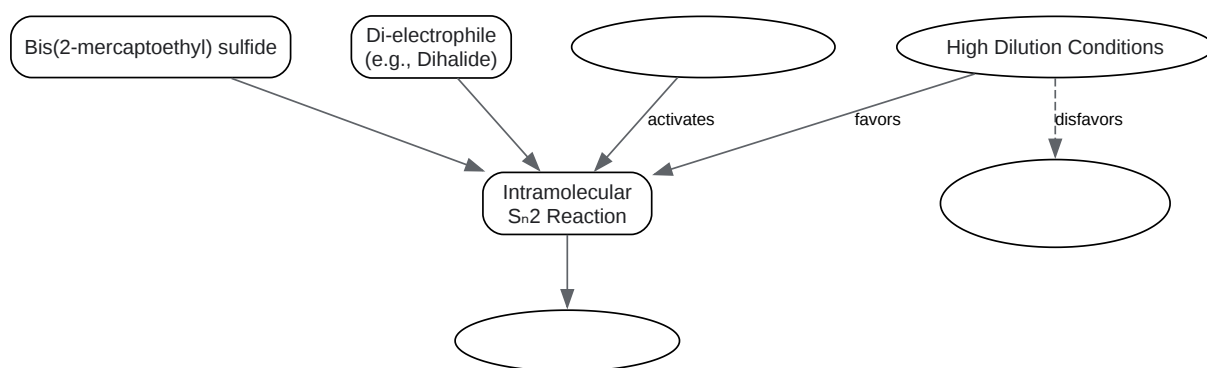 Bis(2-mercaptoethyl) sulfide
Di-electrophile
(e.g., Dihalide)
High Dilution Conditions
activates
favors
disfavors
Intramolecular
Sₙ2 Reaction